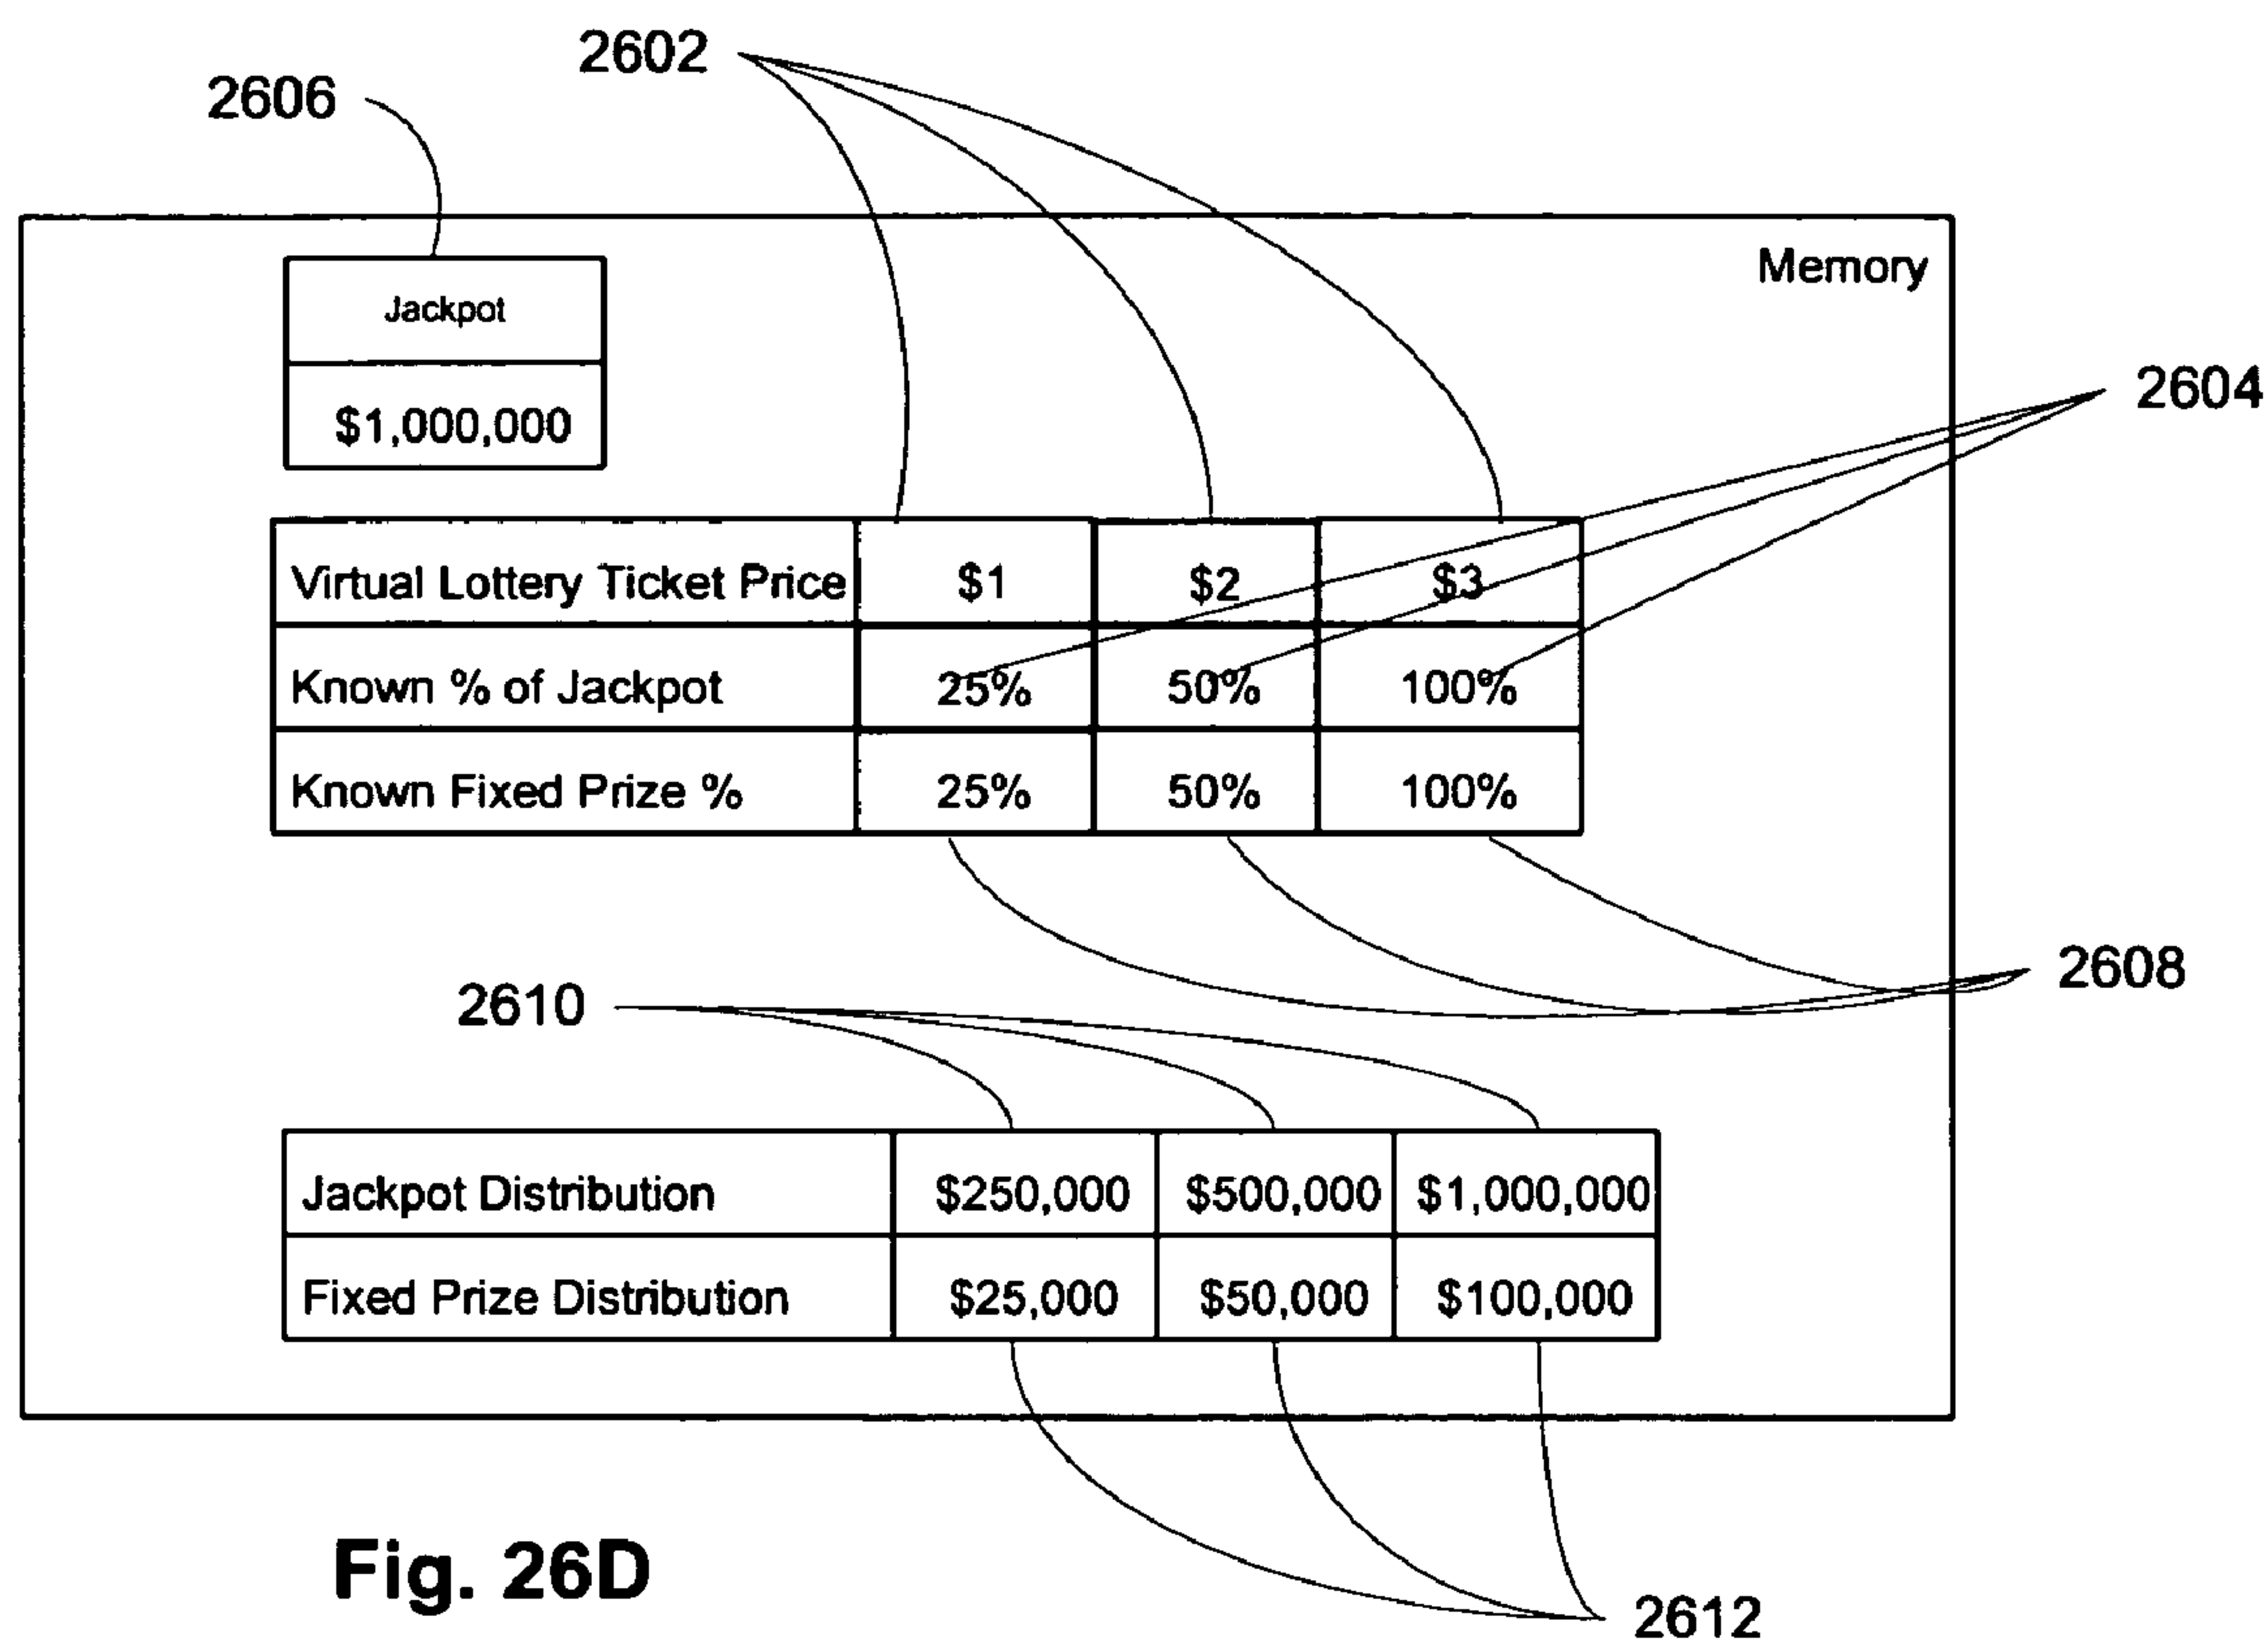 2602
2606
Memory
Jackpot
$1,000,000
2604
Virtual Lottery Ticket Price $1 $2 $3
Known % of Jackpot 25% 50% 100%
Known Fixed Prize % 25% 50% 100%
2608
2610
Jackpot Distribution $250,000 $500,000 $1,000,000
Fixed Prize Distribution $25,000 $50,000 $100,000
Fig. 26D
2612